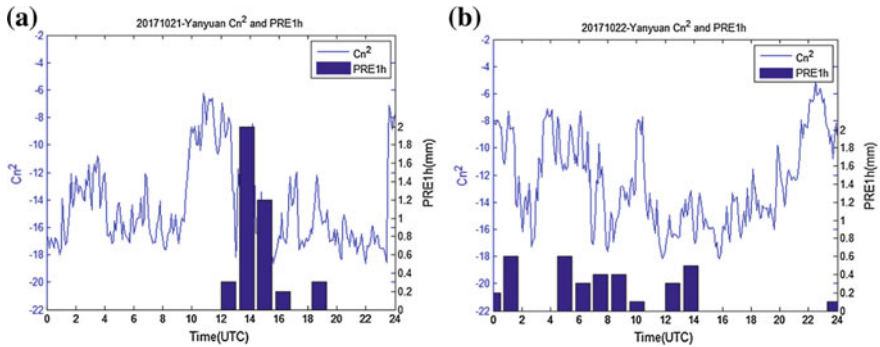 (a)
20171021-Yanyuan Cn² and PRE1h
Cn²
PRE1h
-2
-4
-6
-8
-10
-12
-14
-16
-18
-20
-22
Cn²
2
1.8
1.6
1.4
1.2
1
0.8
0.6
0.4
0.2
0
PRE1h(mm)
0 2 4 6 8 10 12 14 16 18 20 22 24
Time(UTC)
(b)
20171022-Yanyuan Cn² and PRE1h
Cn²
PRE1h
-2
-4
-6
-8
-10
-12
-14
-16
-18
-20
-22
Cn²
2
1.8
1.6
1.4
1.2
1
0.8
0.6
0.4
0.2
0
PRE1h(mm)
0 2 4 6 8 10 12 14 16 18 20 22 24
Time(UTC)